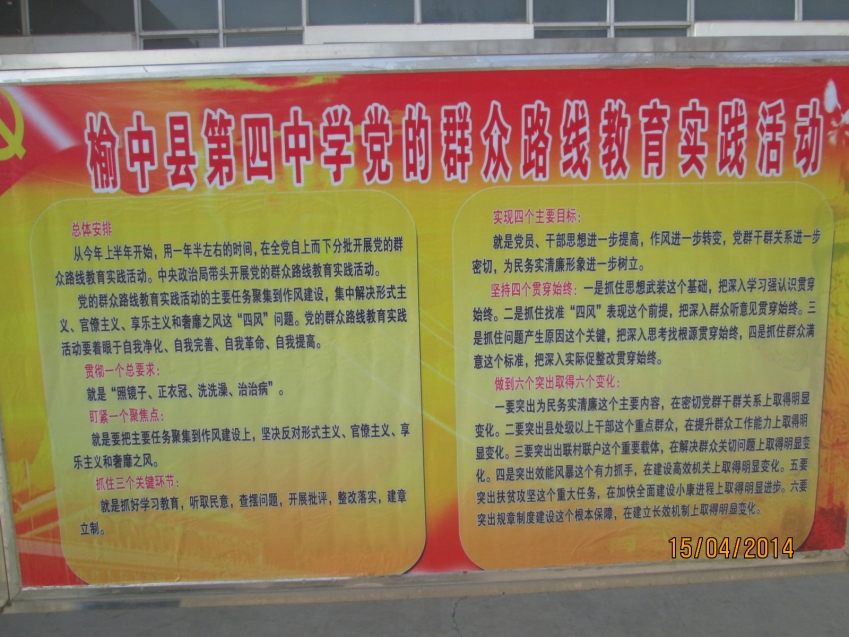 榆中县第四中学党的群众路线教育实践活动
总体安排
从今年上半年开始，用一年半左右的时间，在全党自上而下分批开展党的群
众路线教育实践活动。中央政治局带头开展党的群众路线教育实践活动。
党的群众路线教育实践活动的主要任务聚集到作风建设，集中解决形式主
义、官僚主义、享乐主义和奢靡之风这“四风”问题。党的群众路线教育实践
活动要着眼于自我净化、自我完善、自我革命、自我提高。
贯彻一个总要求：
就是“照镜子、正衣冠、洗洗澡、治治病”。
盯紧一个聚焦点：
就是要把主要任务聚集到作风建设上，坚决反对形式主义、官僚主义、享
乐主义和奢靡之风。
抓住三个关键环节：
就是抓好学习教育，听取民意，查摆问题，开展批评，整改落实，建章
立制。
实现四个主要目标：
就是党员、干部思想进一步提高，作风进一步转变，党群干群关系进一步
密切，为民务实清廉形象进一步树立。
坚持四个贯穿始终：一是抓住思想武装这个基础，把深入学习强认识贯穿
始终。二是抓住找准“四风”表现这个前提，把深入群众听意见贯穿始终。三
是抓住问题产生原因这个关键，把深入思考找根源贯穿始终，四是抓住群众满
意这个标准，把深入实际促整改贯穿始终。
做到六个突出取得六个变化：
一要突出为民务实清廉这个主要内容，在密切党群干群关系上取得明显
变化。二要突出县处级以上干部这个重点群众，在提升群众工作能力上取得明
显变化。三要突出出联村联户这个重要载体，在解决群众关切问题上取得明显变
化。四是突出效能风暴这个有力抓手，在建设高效机关上取得明显变化。五要
突出扶贫攻坚这个重大任务，在加快全面建设小康进程上取得明显进步。六要
突出规章制度建设这个根本保障，在建立长效机制上取得明显变化。
15/04/2014